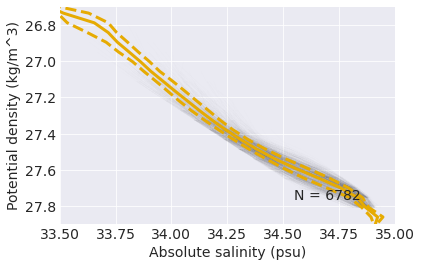 26.8
27.0
27.2
27.4
27.6
27.8
Potential density (kg/m^3)
N = 6782
33.50 33.75 34.00 34.25 34.50 34.75 35.00
Absolute salinity (psu)